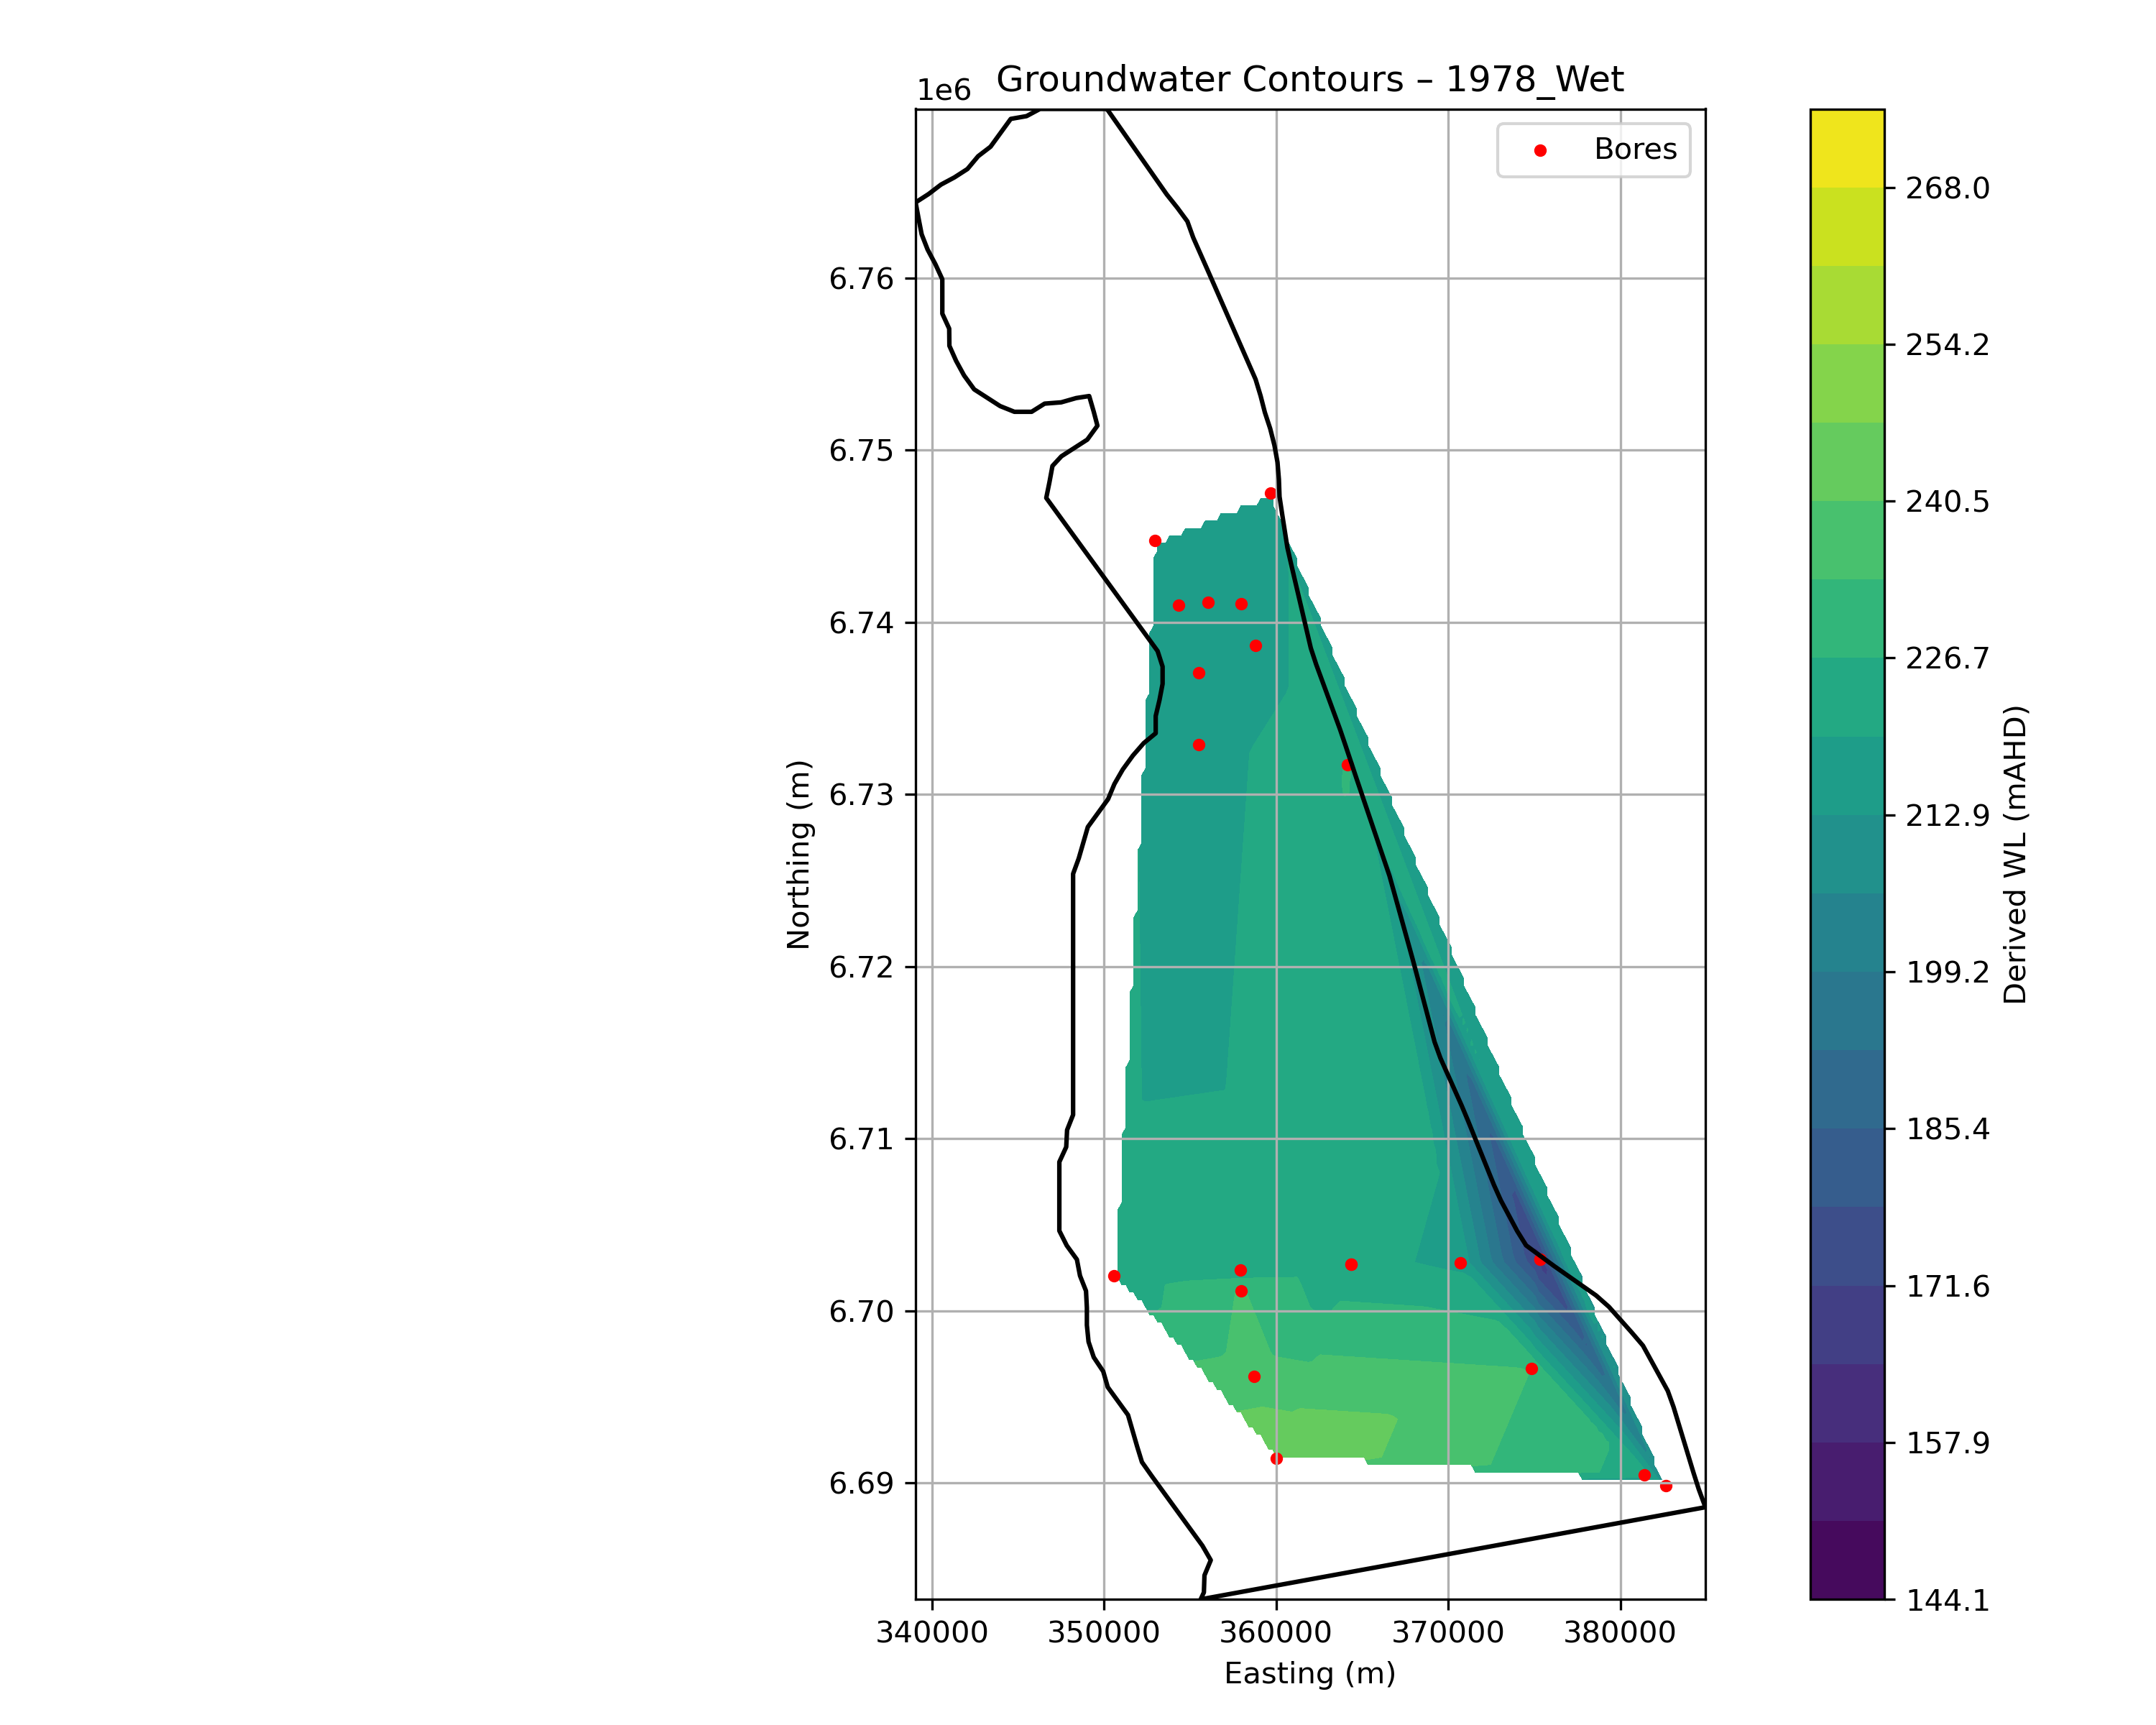 Groundwater Contours – 1978_Wet
1e6
Bores
6.76
6.75
6.74
6.73
6.72
6.71
6.70
6.69
Northing (m)
340000 350000 360000 370000 380000
Easting (m)
268.0
254.2
240.5
226.7
212.9
199.2
185.4
171.6
157.9
144.1
Derived WL (mAHD)